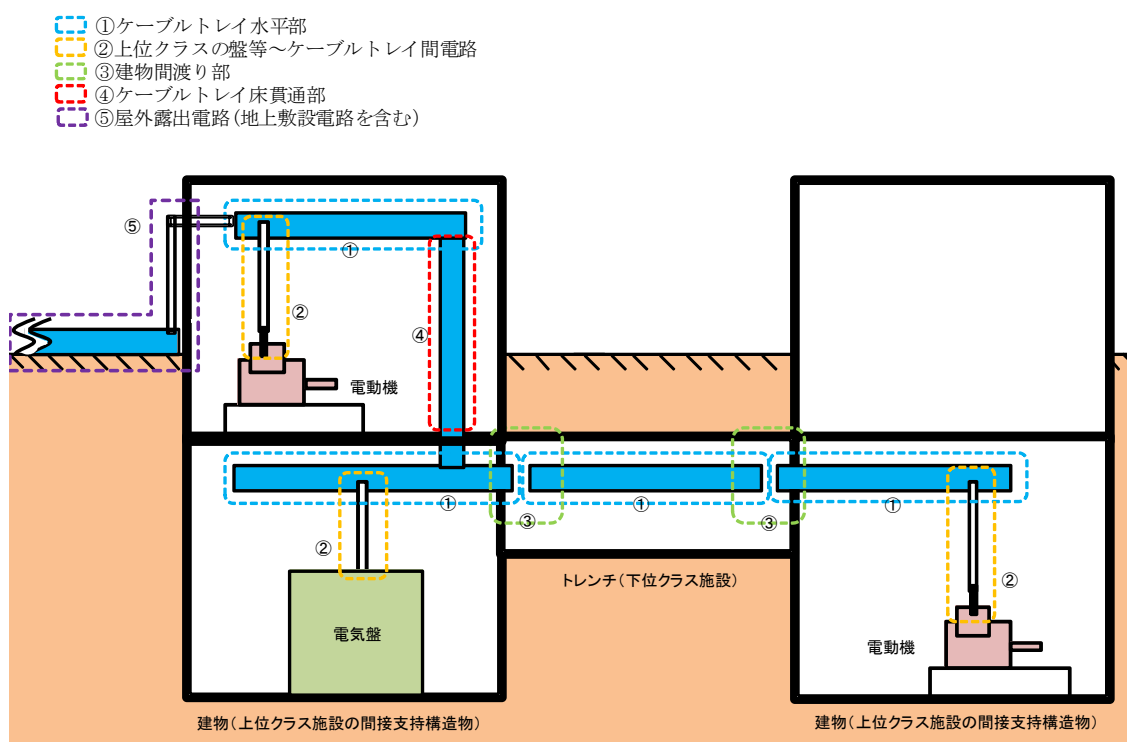 ①ケーブルトレイ水平部
②上位クラスの盤等～ケーブルトレイ間電路
③建物間渡り部
④ケーブルトレイ床貫通部
⑤屋外露出電路(地上敷設電路を含む)
⑤
①
②
④
電動機
①
③
①
③
①
②
トレンチ(下位クラス施設)
②
電気盤
電動機
建物(上位クラス施設の間接支持構造物)
建物(上位クラス施設の間接支持構造物)